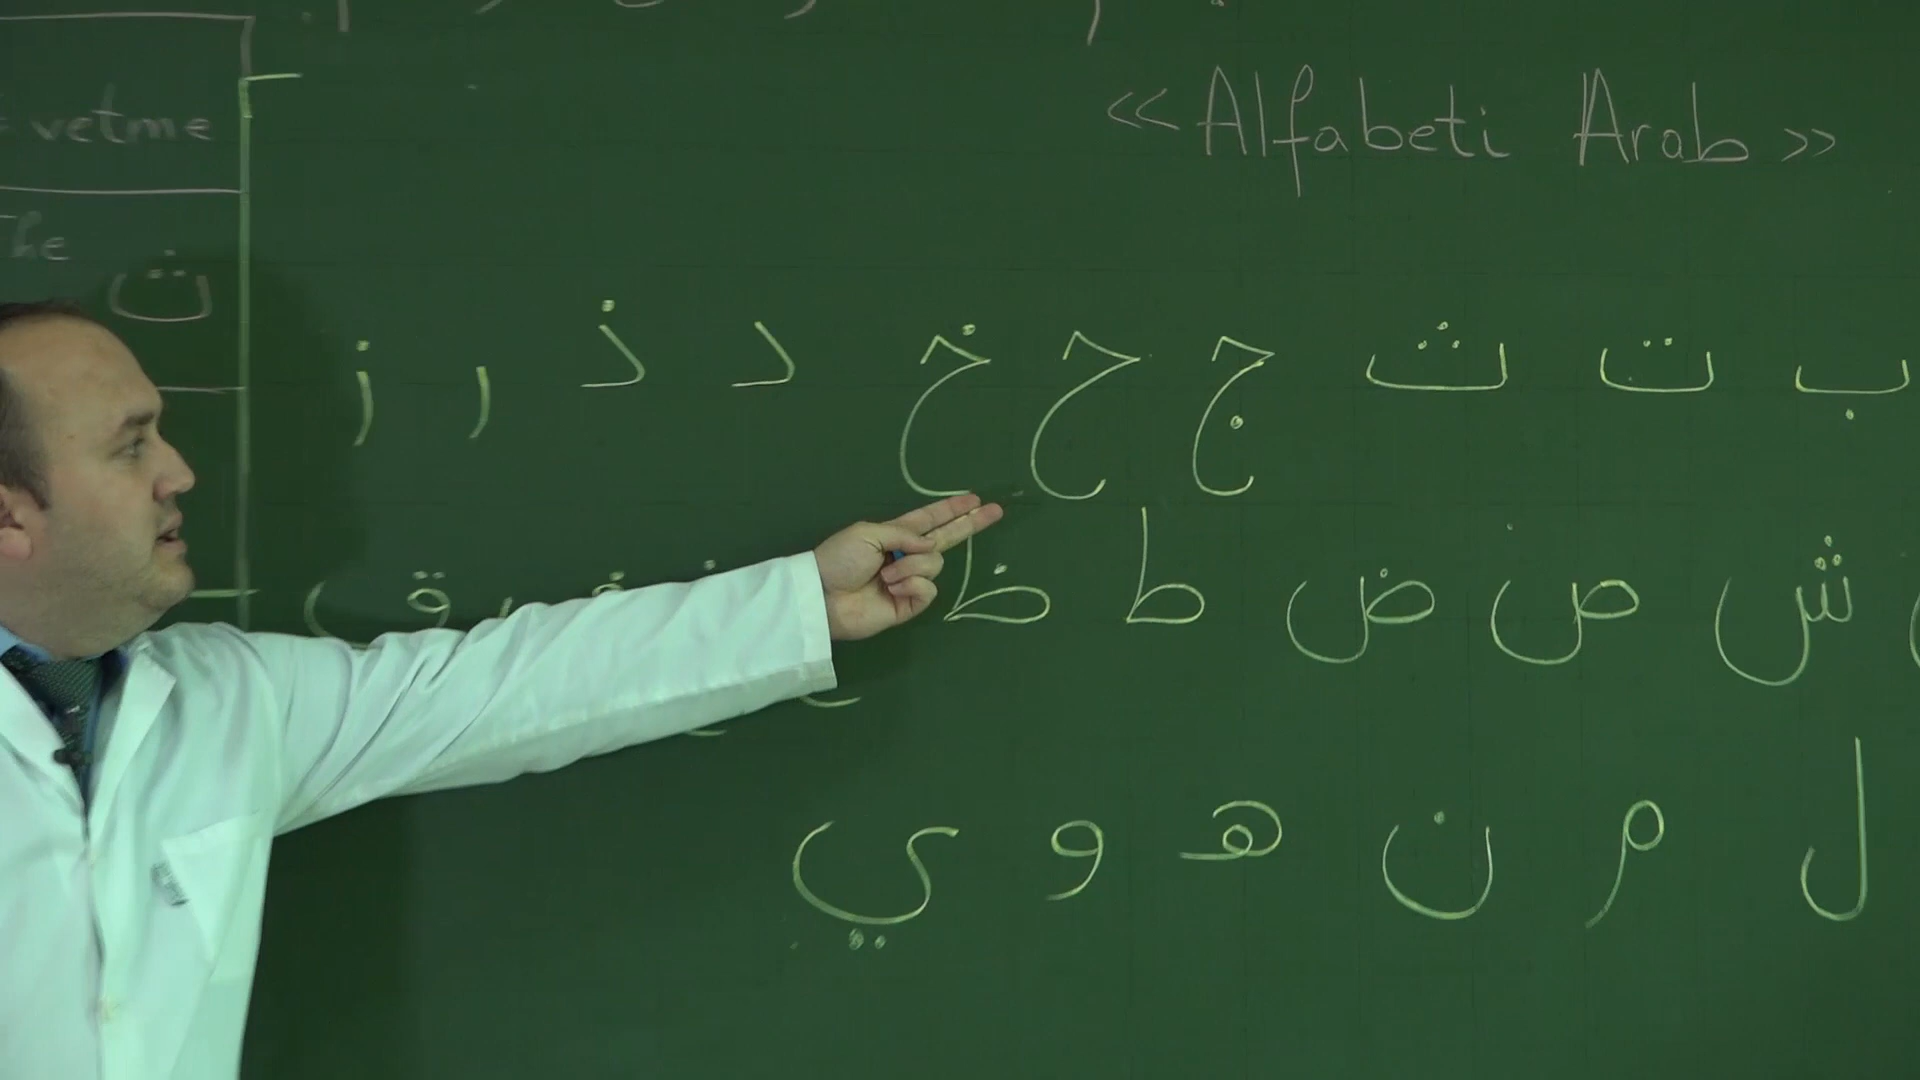 «Alfabeti Arab»
vetme
The ت
ب ت ث ج ح خ د ذ ر ز
ش ص ض ط ظ ع غ ف ق
ل م ن ه و ي